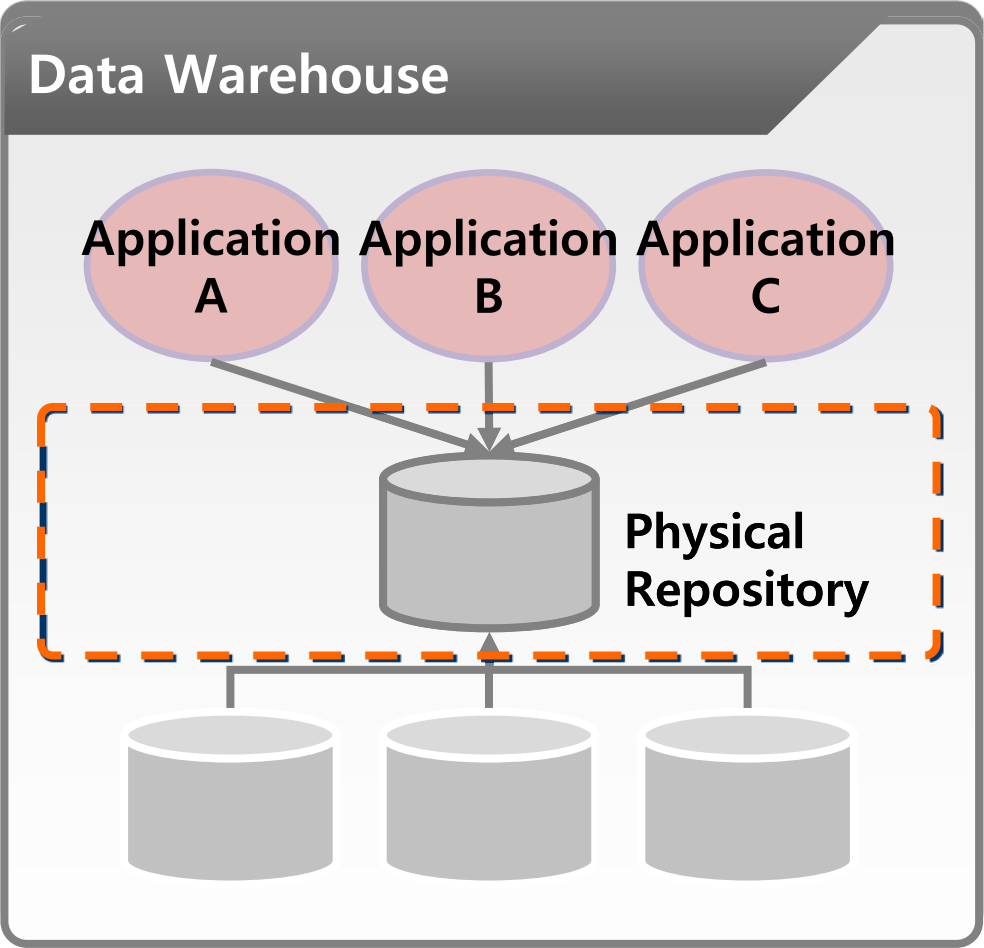 Data Warehouse
Application
A
Application
B
Application
C
Physical
Repository